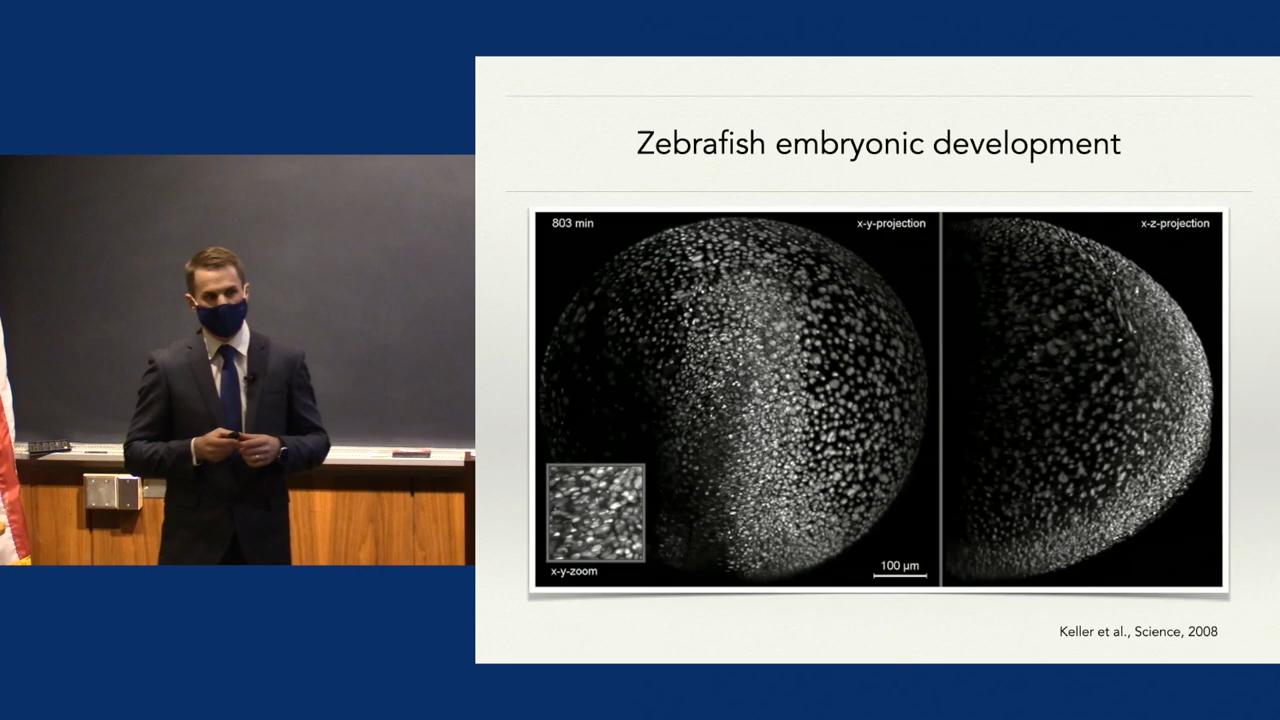 Zebrafish embryonic development
803 min
x-y-projection
x-z-projection
x-y-zoom
100 µm
Keller et al., Science, 2008